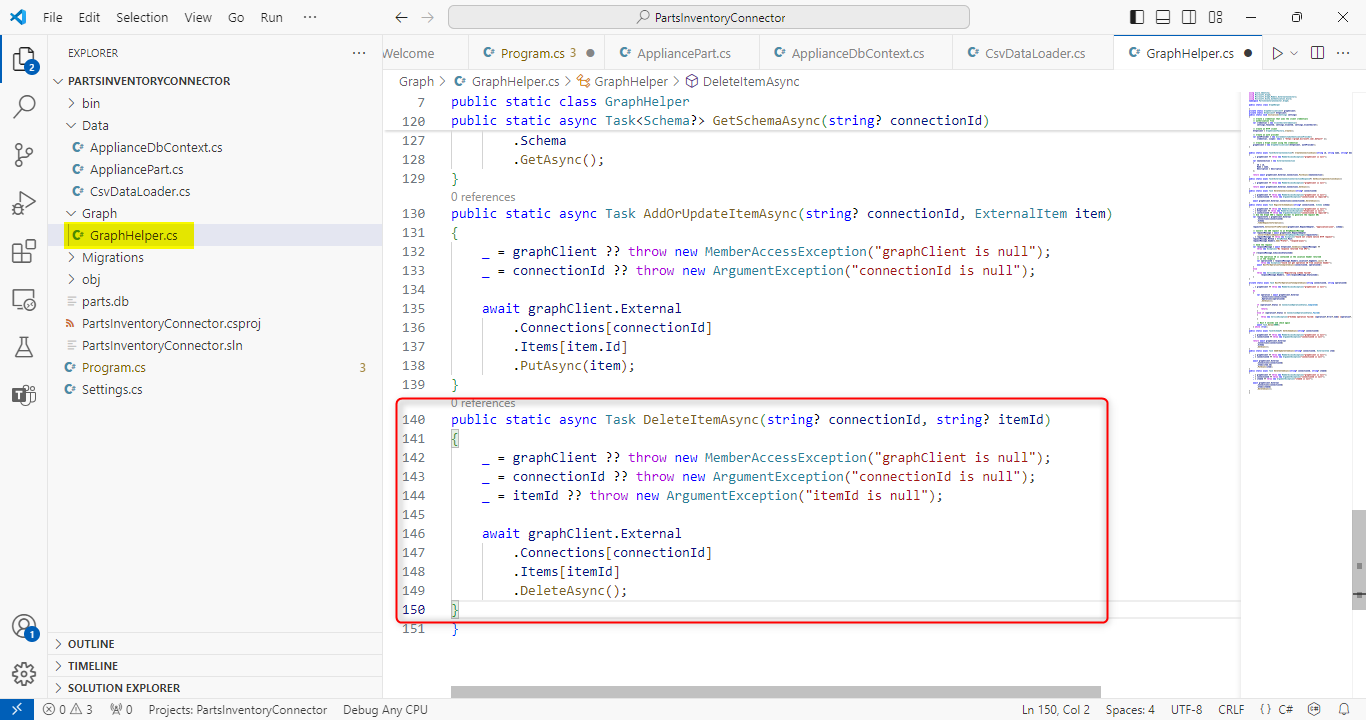 File Edit Selection View Go Run ··· PartsInventoryConnector
EXPLORER ···
PARTSINVENTORYCONNECTOR
bin
Data
C# ApplianceDbContext.cs
C# AppliancePart.cs
C# CsvDataLoader.cs
Graph
C# GraphHelper.cs
Migrations
obj
parts.db
PartsInventoryConnector.csproj
PartsInventoryConnector.sln
C# Program.cs 3
C# Settings.cs
OUTLINE
TIMELINE
SOLUTION EXPLORER
2
1
Welcome C# Program.cs 3 C# AppliancePart.cs C# ApplianceDbContext.cs C# CsvDataLoader.cs C# GraphHelper.cs
Graph > C# GraphHelper.cs > GraphHelper > DeleteItemAsync
7 public static class GraphHelper
120 public static async Task<Schema?> GetSchemaAsync(string? connectionId)
127 .Schema
128 .GetAsync();
129 }
0 references
130 public static async Task AddOrUpdateItemAsync(string? connectionId, ExternalItem item)
131 {
132 _ = graphClient ?? throw new MemberAccessException("graphClient is null");
133 _ = connectionId ?? throw new ArgumentException("connectionId is null");
134
135 await graphClient.External
136 .Connections[connectionId]
137 .Items[item.Id]
138 .PutAsync(item);
139 }
0 references
140 public static async Task DeleteItemAsync(string? connectionId, string? itemId)
141 {
142 _ = graphClient ?? throw new MemberAccessException("graphClient is null");
143 _ = connectionId ?? throw new ArgumentException("connectionId is null");
144 _ = itemId ?? throw new ArgumentException("itemId is null");
145
146 await graphClient.External
147 .Connections[connectionId]
148 .Items[itemId]
149 .DeleteAsync();
150 }
151 }
0 3 0 Projects: PartsInventoryConnector Debug Any CPU Ln 150, Col 2 Spaces: 4 UTF-8 CRLF { } C#